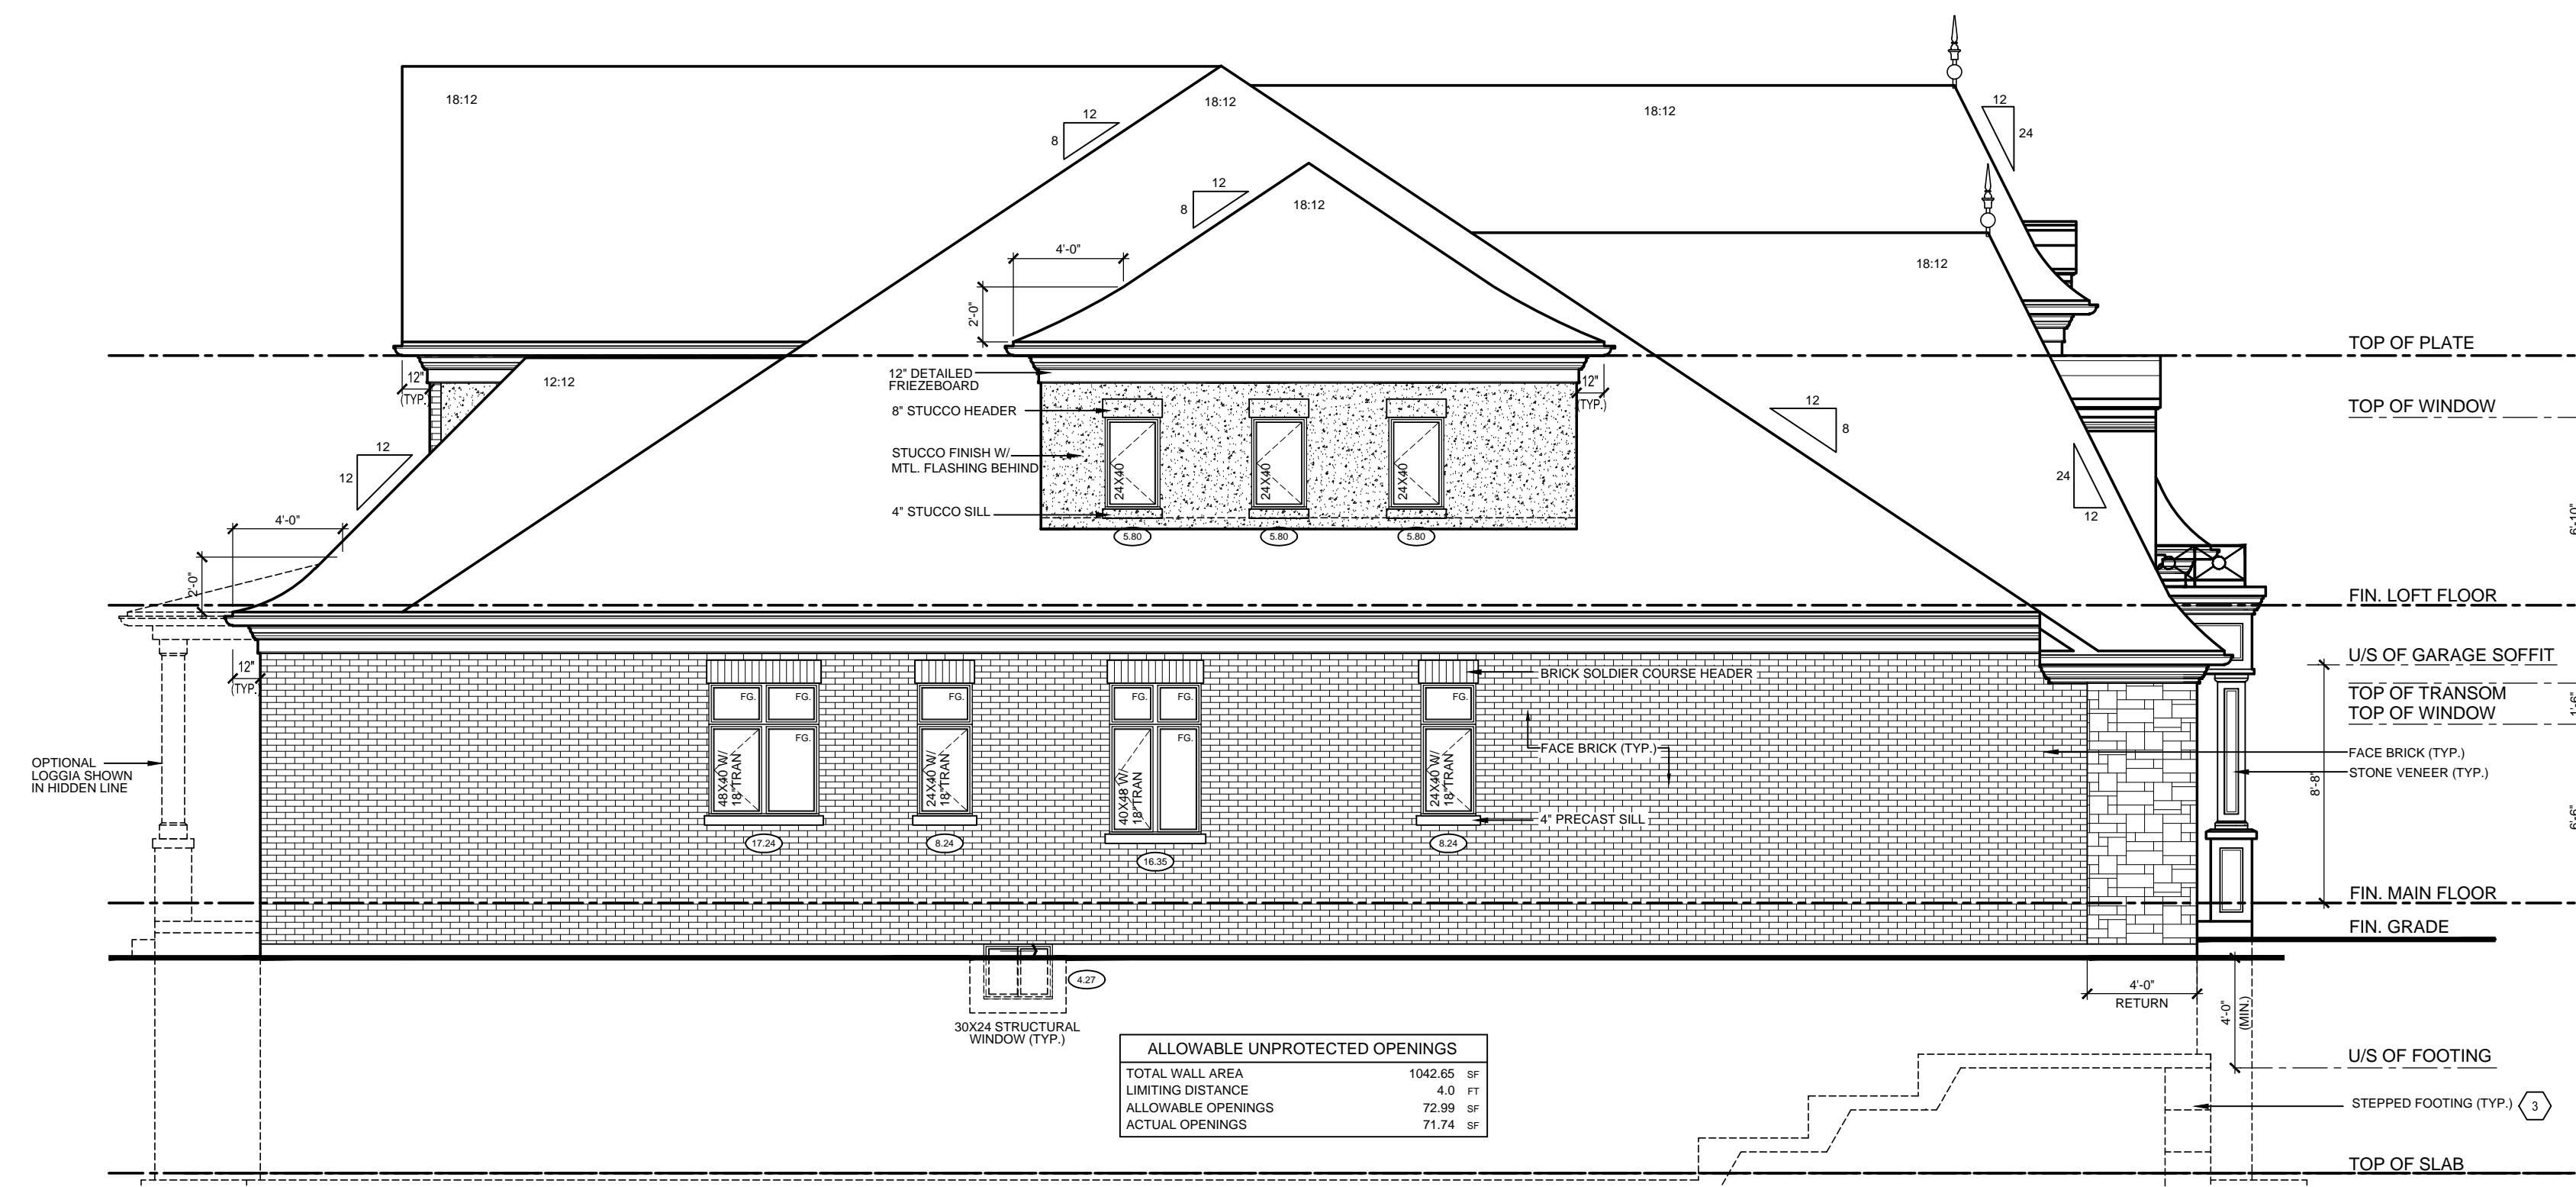 18:12
12
8
18:12
18:12
12
24
12
8
18:12
4'-0"
2'-0"
18:12
TOP OF PLATE
12"
(TYP.
12:12
12" DETAILED
FRIEZEBOARD
12"
(TYP.)
8" STUCCO HEADER
TOP OF WINDOW
12
8
STUCCO FINISH W/
MTL. FLASHING BEHIND
24X40
24X40
24X40
12
12
24
12
4" STUCCO SILL
4'-0"
2'-0"
5.80
5.80
5.80
6'-10"
FIN. LOFT FLOOR
12"
(TYP.
U/S OF GARAGE SOFFIT
BRICK SOLDIER COURSE HEADER
FG.
FG.
FG.
FG.
FG.
FG.
TOP OF TRANSOM
TOP OF WINDOW
1'-6"
FG.
FG.
FACE BRICK (TYP.)
FACE BRICK (TYP.)
STONE VENEER (TYP.)
OPTIONAL
LOGGIA SHOWN
IN HIDDEN LINE
48X40 W/
18"TRAN
24X40 W/
18"TRAN
40X48 W/
18"TRAN
24X40 W/
18"TRAN
8'-8"
6'-6"
4" PRECAST SILL
17.24
8.24
16.35
8.24
FIN. MAIN FLOOR
FIN. GRADE
4.27
30X24 STRUCTURAL
WINDOW (TYP.)
4'-0"
RETURN
4'-0"
(MIN.)
ALLOWABLE UNPROTECTED OPENINGS
TOTAL WALL AREA 1042.65 SF
LIMITING DISTANCE 4.0 FT
ALLOWABLE OPENINGS 72.99 SF
ACTUAL OPENINGS 71.74 SF
U/S OF FOOTING
STEPPED FOOTING (TYP.) 3
TOP OF SLAB